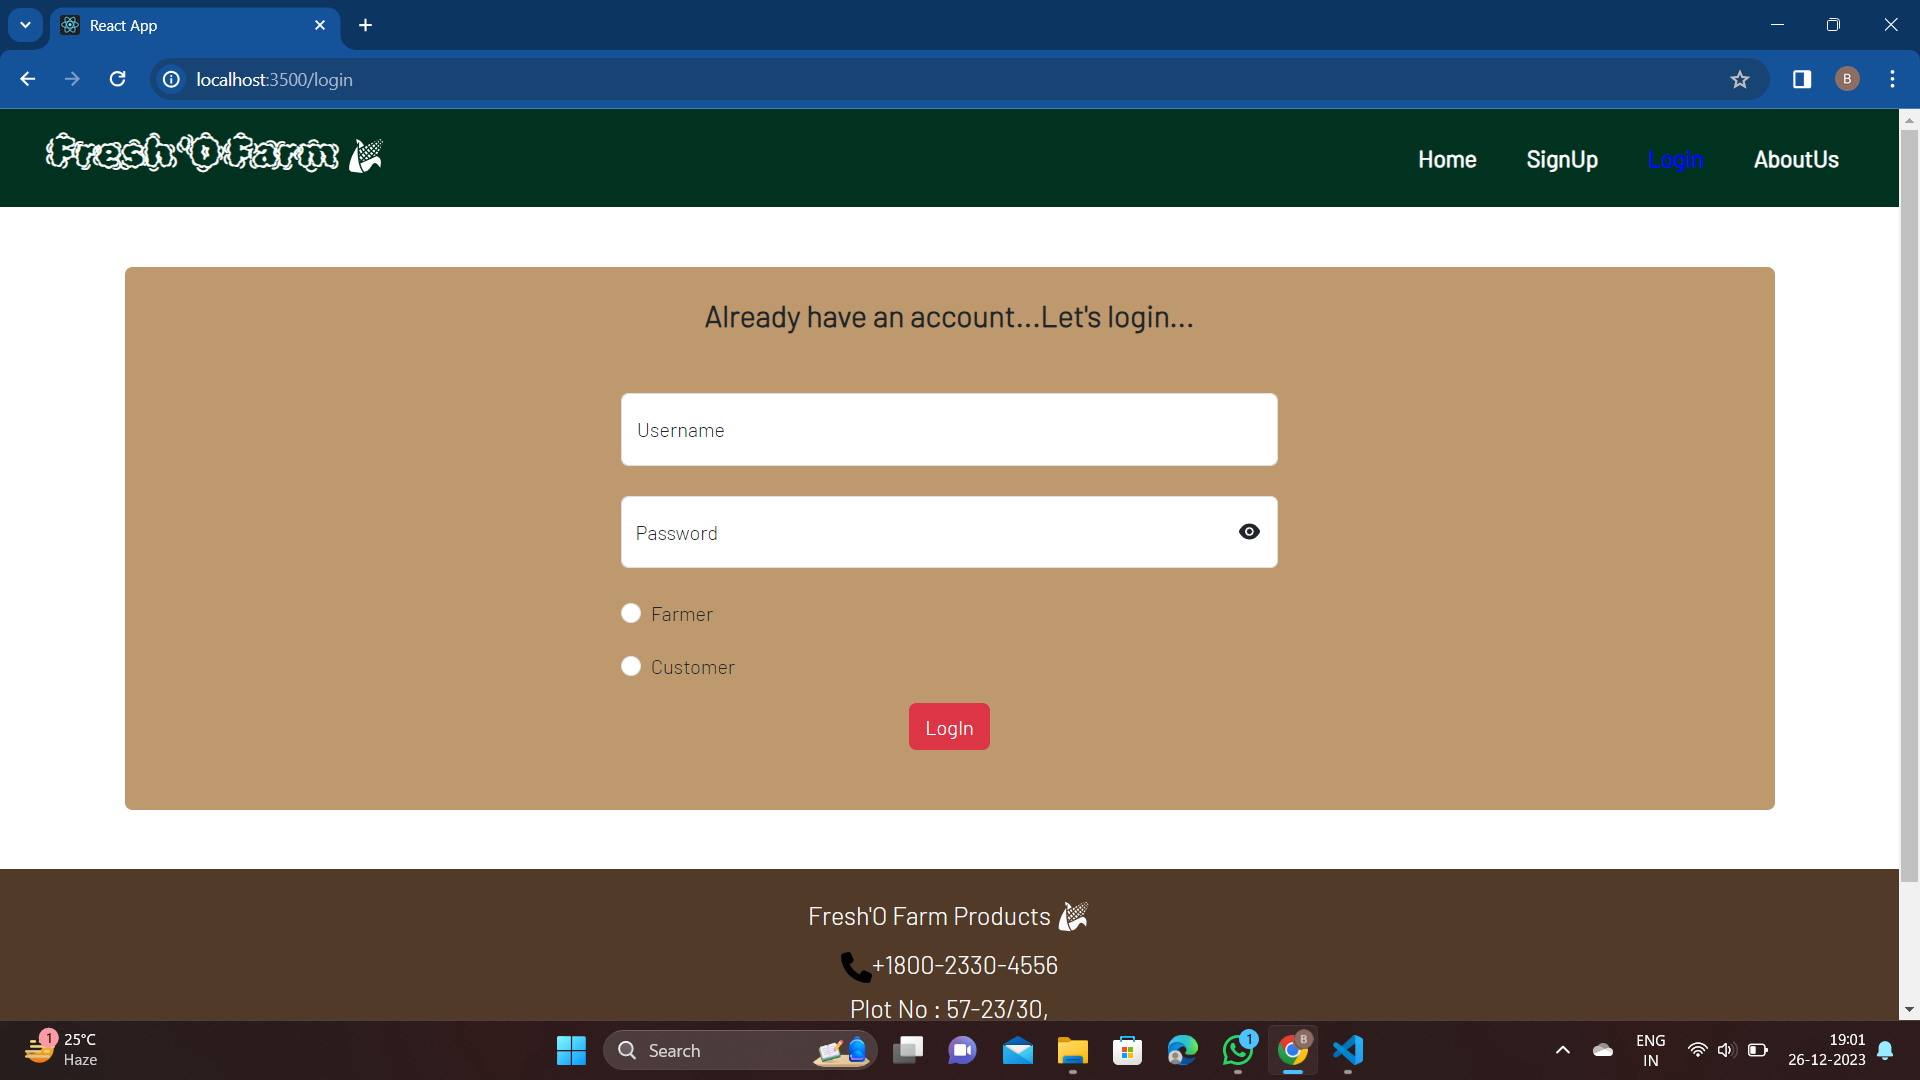 React App
localhost:3500/login
B
Fresh'O Farm
Home SignUp Login AboutUs
Already have an account...Let's login...
Username
Password
Farmer
Customer
LogIn
Fresh'O Farm Products
+1800-2330-4556
Plot No : 57-23/30,
1
25°C
Haze
Search
1
B
ENG
IN
19:01
26-12-2023